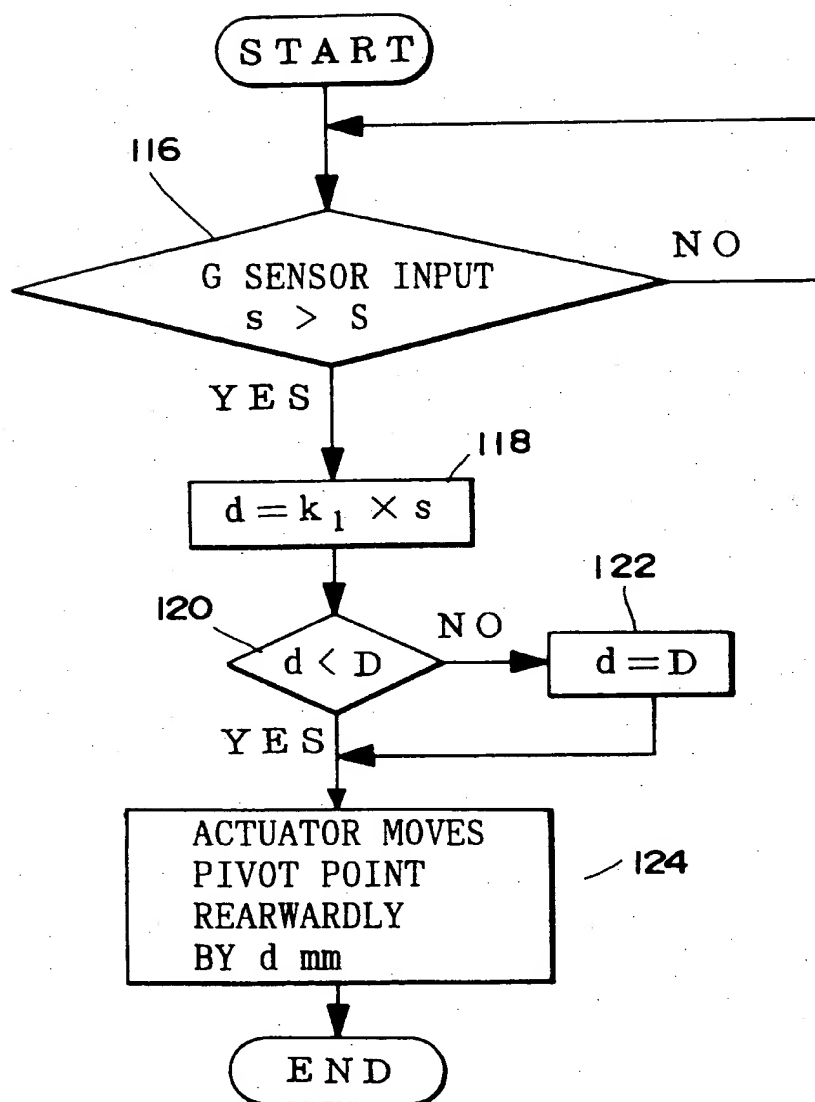 START
116
G SENSOR INPUT
s > S
NO
YES
118
d = k₁ × s
120
d < D
NO
122
d = D
YES
ACTUATOR MOVES
PIVOT POINT
REARWARDLY
BY d mm
124
END